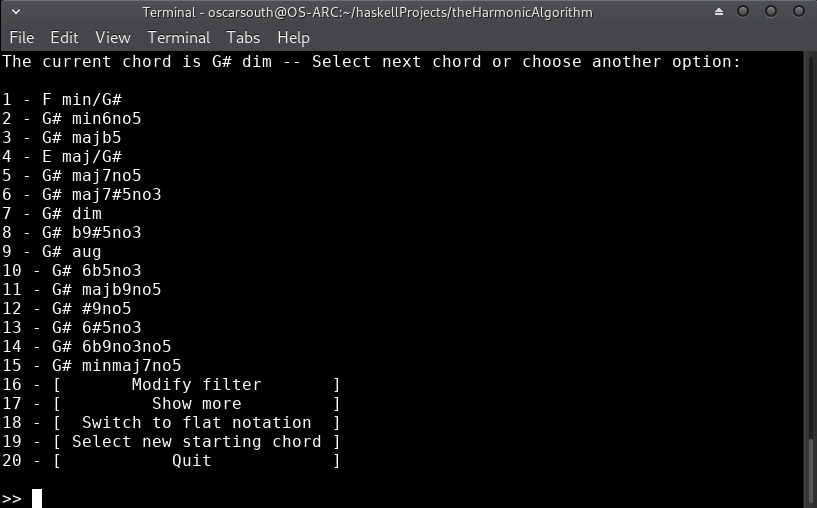 Terminal - oscarsouth@OS-ARC:~/haskellProjects/theHarmonicAlgorithm
File Edit View Terminal Tabs Help
The current chord is G# dim -- Select next chord or choose another option:
1 - F min/G#
2 - G# min6no5
3 - G# majb5
4 - E maj/G#
5 - G# maj7no5
6 - G# maj7#5no3
7 - G# dim
8 - G# b9#5no3
9 - G# aug
10 - G# 6b5no3
11 - G# majb9no5
12 - G# #9no5
13 - G# 6#5no3
14 - G# 6b9no3no5
15 - G# minmaj7no5
16 - [       Modify filter       ]
17 - [         Show more         ]
18 - [  Switch to flat notation  ]
19 - [ Select new starting chord ]
20 - [           Quit            ]
>>